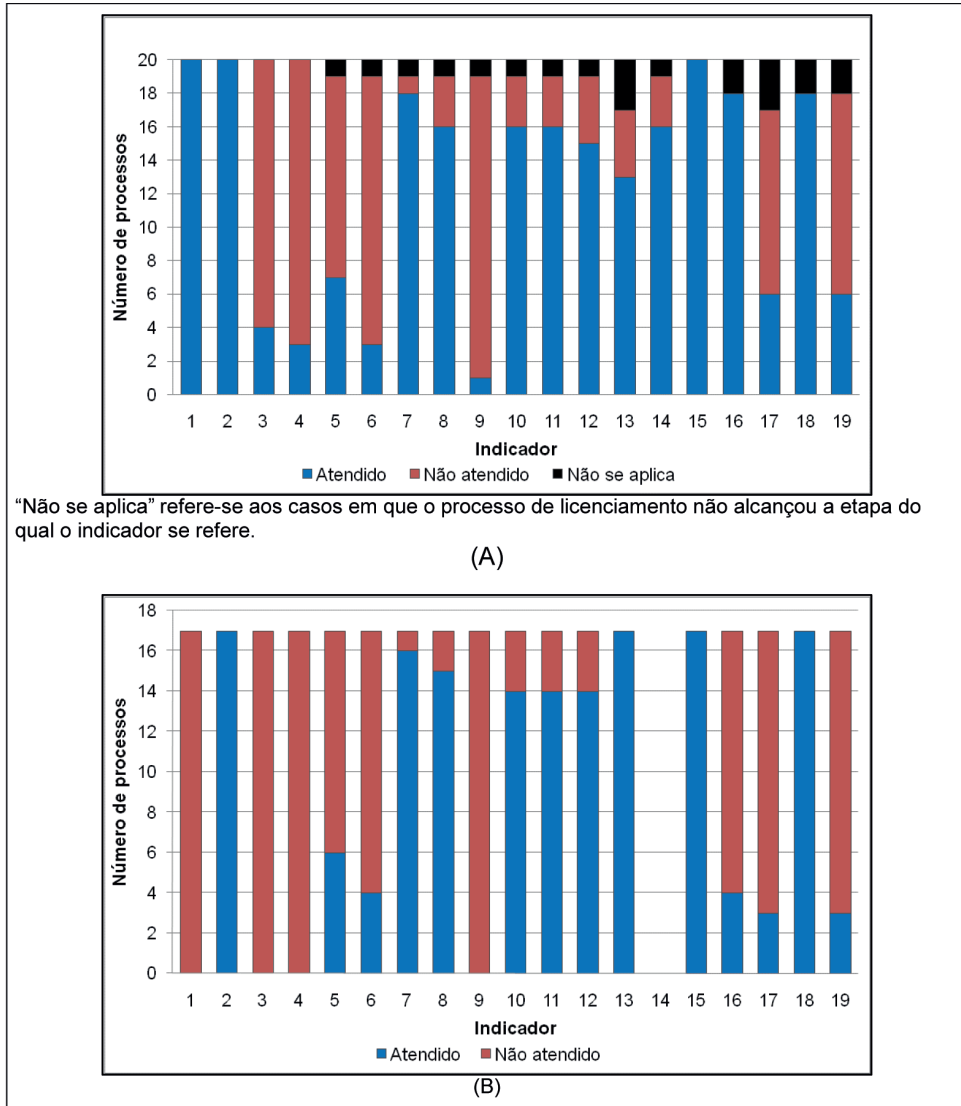 20
18
16
14
12
10
8
6
4
2
0
Número de processos
1 2 3 4 5 6 7 8 9 10 11 12 13 14 15 16 17 18 19
Indicador
Atendido Não atendido Não se aplica
“Não se aplica” refere-se aos casos em que o processo de licenciamento não alcançou a etapa do
qual o indicador se refere.
(A)
18
16
14
12
10
8
6
4
2
0
Número de processos
1 2 3 4 5 6 7 8 9 10 11 12 13 14 15 16 17 18 19
Indicador
Atendido Não atendido
(B)